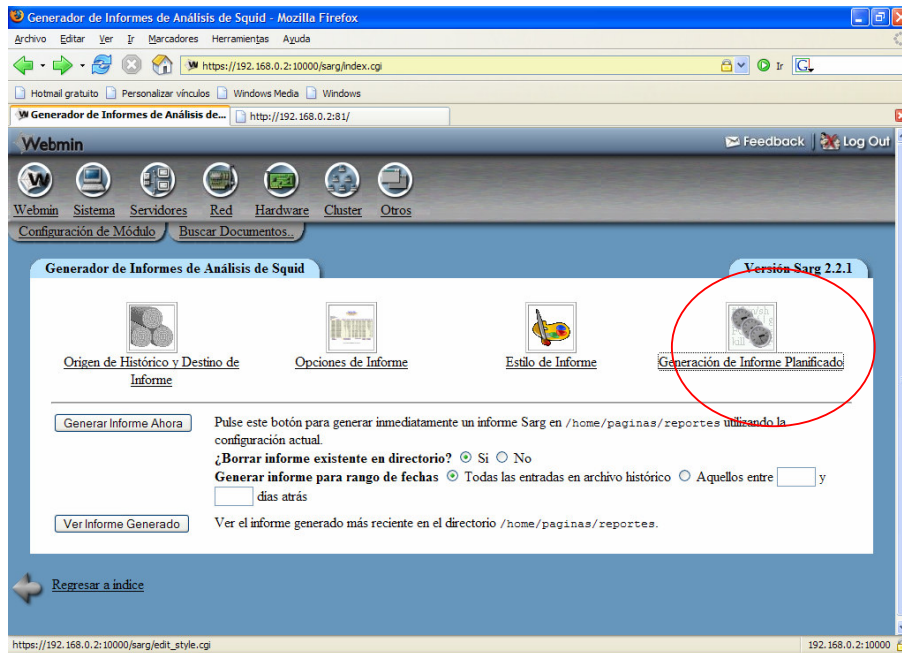 Generador de Informes de Análisis de Squid - Mozilla Firefox
Archivo Editar Ver Ir Marcadores Herramientas Ayuda
https://192.168.0.2:10000/sarg/index.cgi Ir G
Hotmail gratuito Personalizar vínculos Windows Media Windows
Generador de Informes de Análisis de... http://192.168.0.2:81/
Webmin Feedback Log Out
Webmin Sistema Servidores Red Hardware Cluster Otros
Configuración de Módulo Buscar Documentos..
Generador de Informes de Análisis de Squid Versión Sarg 2.2.1
Origen de Histórico y Destino de Informe Opciones de Informe Estilo de Informe Generación de Informe Planificado
Generar Informe Ahora Pulse este botón para generar inmediatamente un informe Sarg en /home/paginas/reportes utilizando la
configuración actual.
¿Borrar informe existente en directorio? Si No
Generar informe para rango de fechas Todas las entradas en archivo histórico Aquellos entre y
días atrás
Ver Informe Generado Ver el informe generado más reciente en el directorio /home/paginas/reportes.
Regresar a índice
https://192.168.0.2:10000/sarg/edit_style.cgi 192.168.0.2:10000